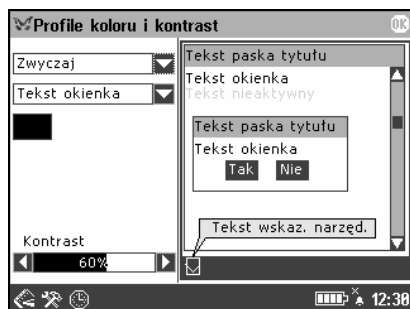 Profile koloru i kontrast
OK
Zwyczaj
Tekst okienka
Kontrast
60%
Tekst paska tytułu
Tekst okienka
Tekst nieaktywny
Tekst paska tytułu
Tekst okienka
Tak Nie
Tekst wskaz. narzęd.
12:30